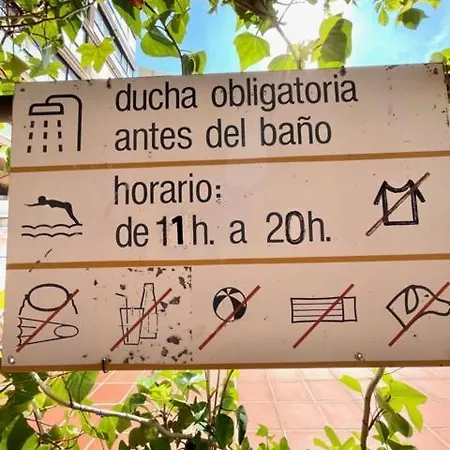 ducha obligatoria
antes del baño
horario:
de 11h. a 20h.